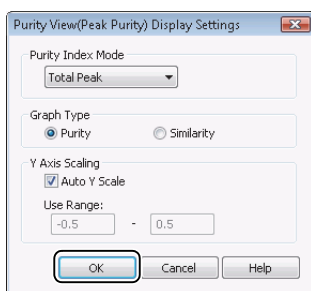 Purity View(Peak Purity) Display Settings
Purity Index Mode
Total Peak
Graph Type
Purity Similarity
Y Axis Scaling
Auto Y Scale
Use Range:
-0.5 - 0.5
OK Cancel Help